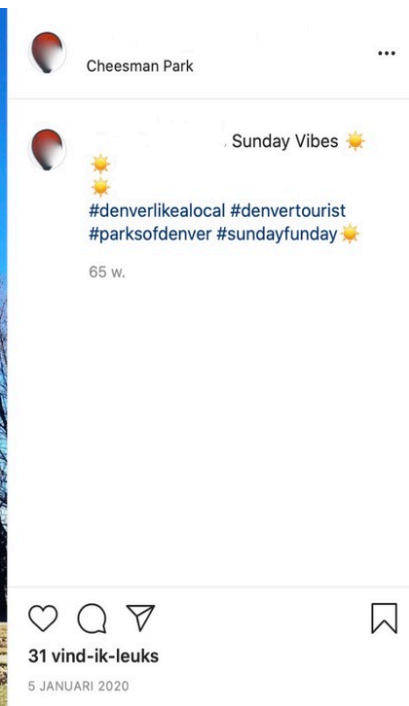 Cheesman Park
Sunday Vibes ☀️
☀️
☀️
#denverlikealocal #denvertourist
#parksofdenver #sundayfunday☀️
65 w.
31 vind-ik-leuks
5 JANUARI 2020